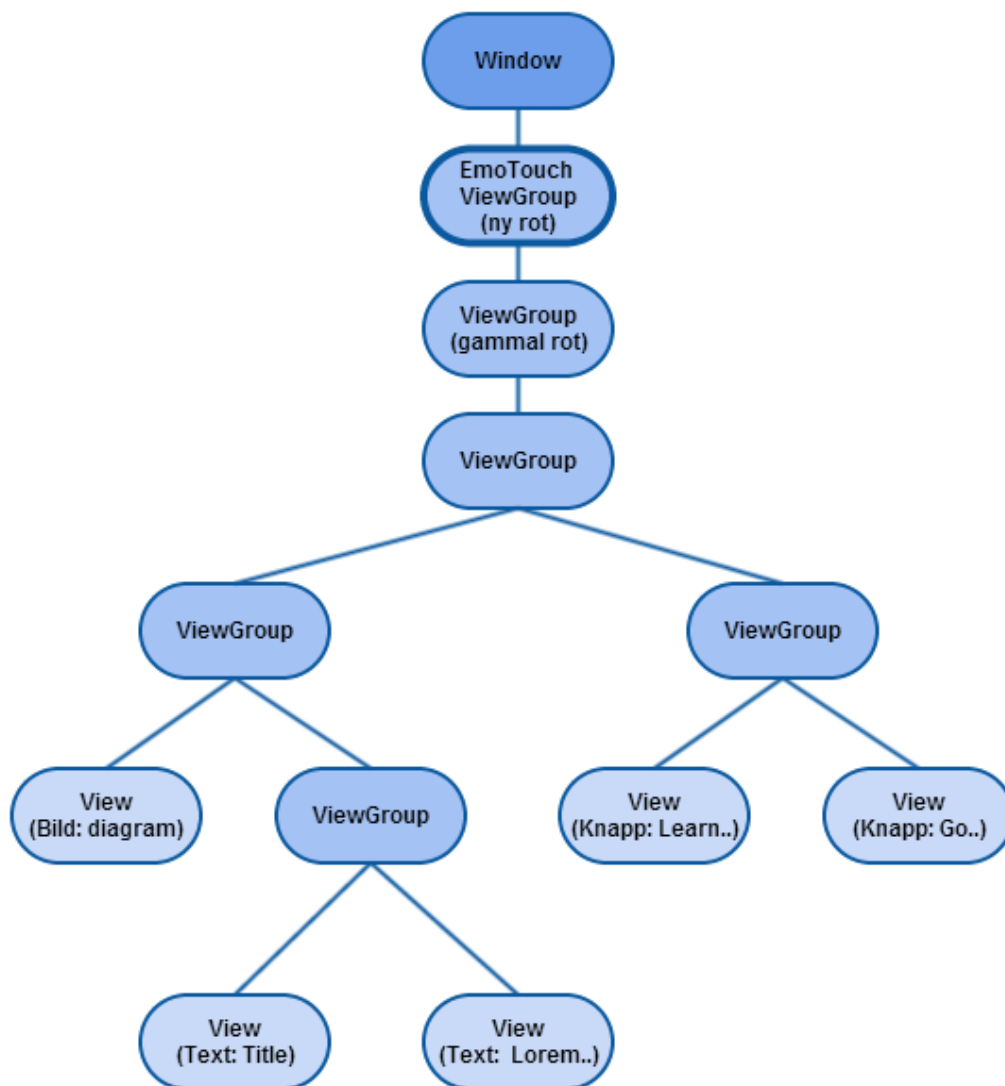 Window
EmoTouch
ViewGroup
(ny rot)
ViewGroup
(gammal rot)
ViewGroup
ViewGroup
ViewGroup
View
(Bild: diagram)
ViewGroup
View
(Knapp: Learn..)
View
(Knapp: Go..)
View
(Text: Title)
View
(Text: Lorem..)